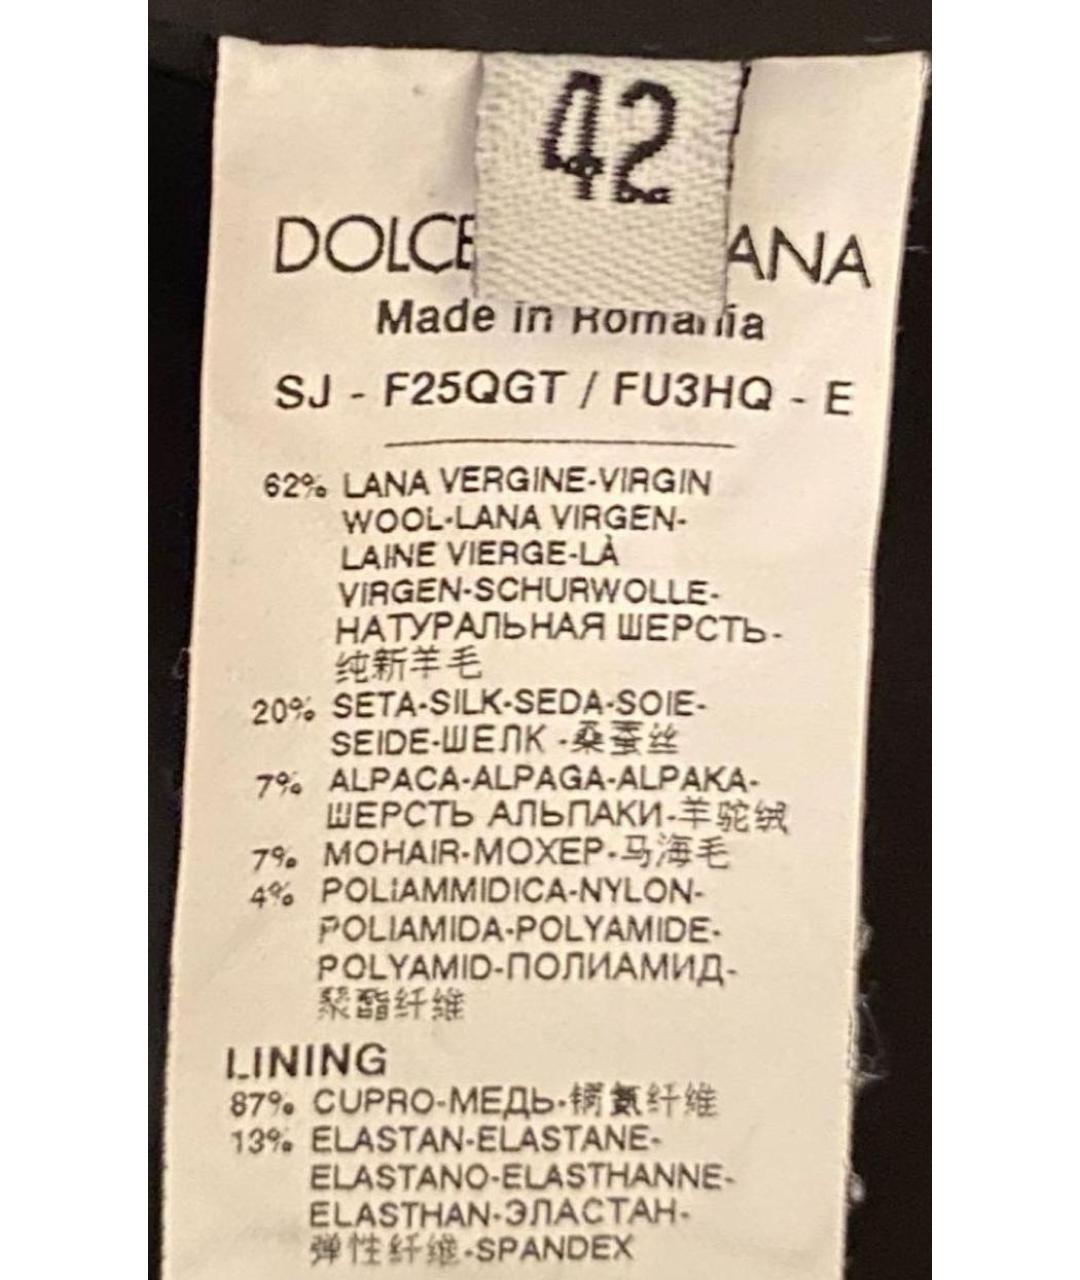 42
DOLCE ANA
Made in Romania
SJ - F25QGT / FU3HQ - E
62% LANA VERGINE-VIRGIN
WOOL-LANA VIRGEN-
LAINE VIERGE-LÀ
VIRGEN-SCHURWOLLE-
НАТУРАЛЬНАЯ ШЕРСТЬ-
纯新羊毛
20% SETA-SILK-SEDA-SOIE-
SEIDE-ШЕЛК -桑蚕丝
7% ALPACA-ALPAGA-ALPAKA-
ШЕРСТЬ АЛЬПАКИ-羊驼绒
7% MOHAIR-МОХЕР-马海毛
4% POLIAMMIDICA-NYLON-
POLIAMIDA-POLYAMIDE-
POLYAMID-ПОЛИАМИД-
聚酯纤维
LINING
87% CUPRO-МЕДЬ-铜氨纤维
13% ELASTAN-ELASTANE-
ELASTANO-ELASTHANNE-
ELASTHAN-ЭЛАСТАН-
弹性纤维-SPANDEX